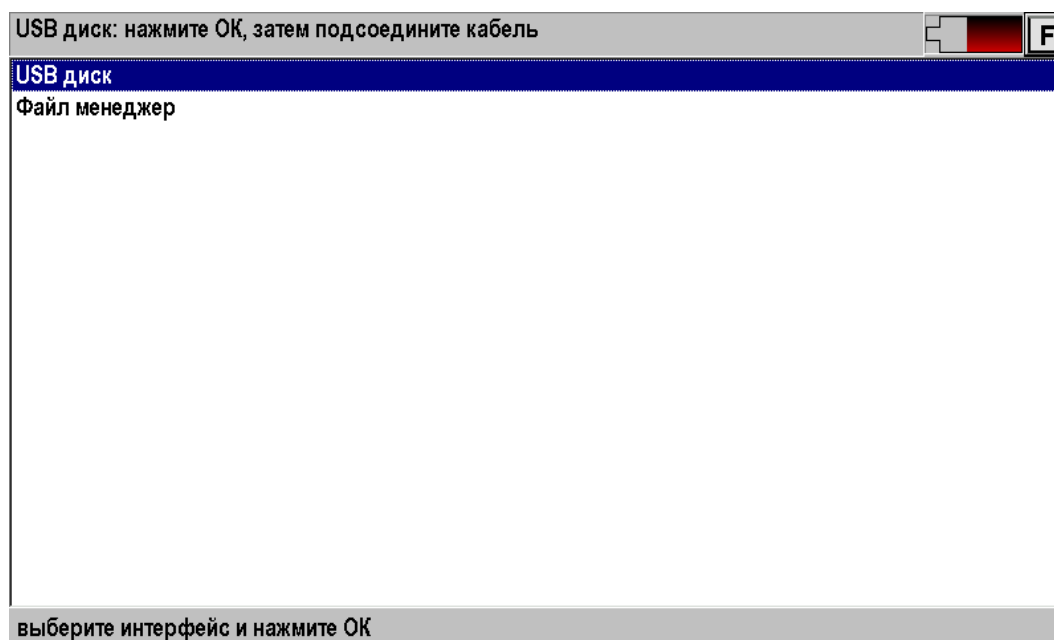 USB диск: нажмите ОК, затем подсоедините кабель
F
USB диск
Файл менеджер
выберите интерфейс и нажмите ОК